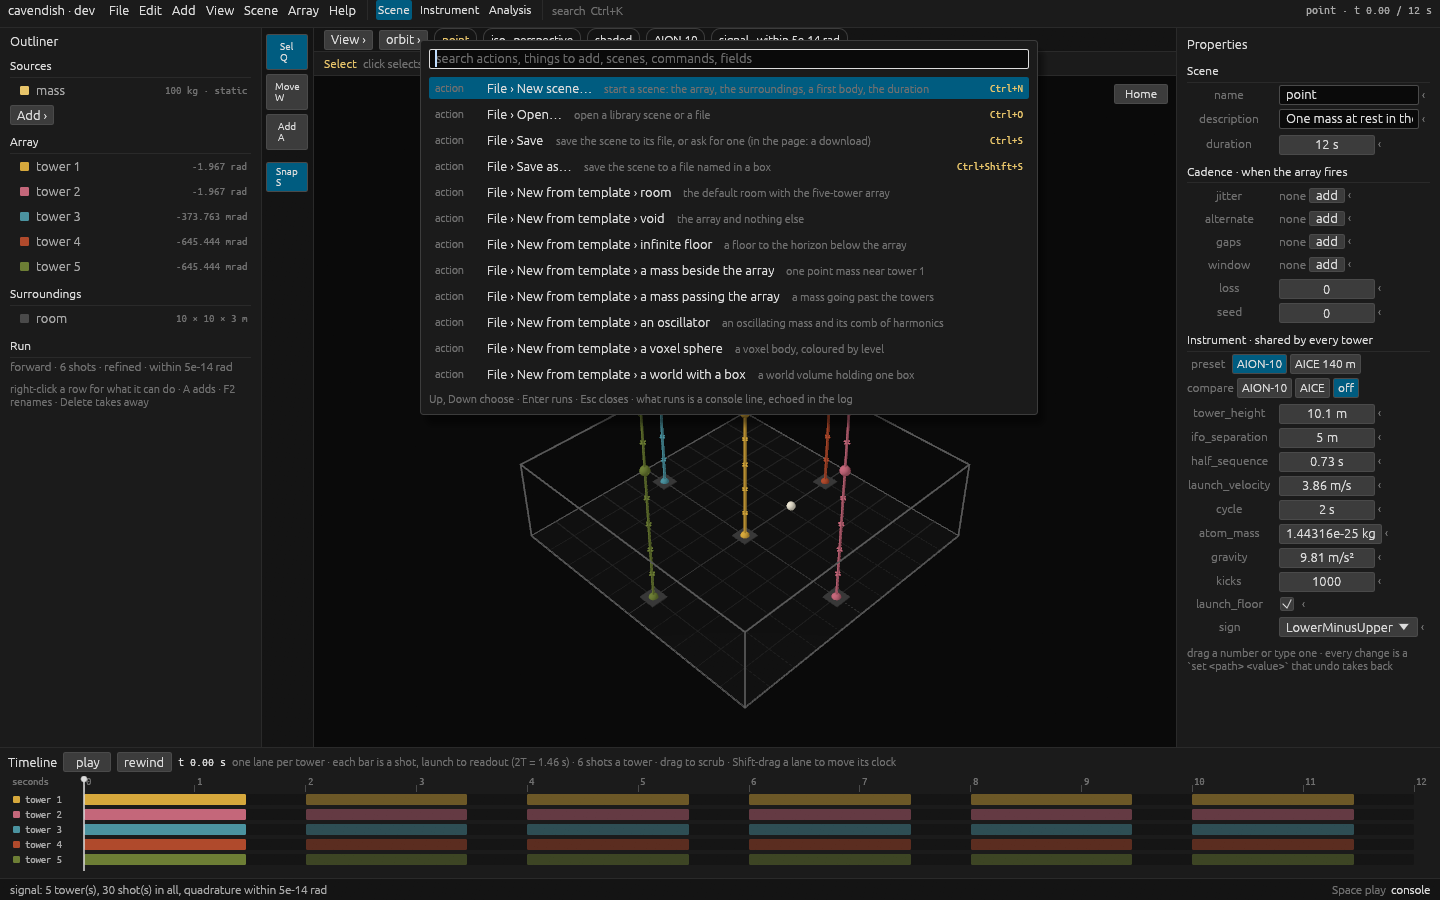 cavendish · dev File Edit Add View Scene Array Help Scene Instrument Analysis search Ctrl+K point · t 0.00 / 12 s
Outliner
Sources
mass 100 kg · static
Add ›
Array
tower 1 -1.967 rad
tower 2 -1.967 rad
tower 3 -373.763 mrad
tower 4 -645.444 mrad
tower 5 -645.444 mrad
Surroundings
room 10 × 10 × 3 m
Run
forward · 6 shots · refined · within 5e-14 rad
right-click a row for what it can do · A adds · F2
renames · Delete takes away
Sel
Q
Move
W
Add
A
Snap
S
View › orbit › point iso · perspective shaded AION-10 signal · within 5e-14 rad
Select click selects
Home
search actions, things to add, scenes, commands, fields
action File › New scene… start a scene: the array, the surroundings, a first body, the duration Ctrl+N
action File › Open… open a library scene or a file Ctrl+O
action File › Save save the scene to its file, or ask for one (in the page: a download) Ctrl+S
action File › Save as… save the scene to a file named in a box Ctrl+Shift+S
action File › New from template › room the default room with the five-tower array
action File › New from template › void the array and nothing else
action File › New from template › infinite floor a floor to the horizon below the array
action File › New from template › a mass beside the array one point mass near tower 1
action File › New from template › a mass passing the array a mass going past the towers
action File › New from template › an oscillator an oscillating mass and its comb of harmonics
action File › New from template › a voxel sphere a voxel body, coloured by level
action File › New from template › a world with a box a world volume holding one box
Up, Down choose · Enter runs · Esc closes · what runs is a console line, echoed in the log
Properties
Scene
name point
description One mass at rest in the
duration 12 s
Cadence · when the array fires
jitter none add
alternate none add
gaps none add
window none add
loss 0
seed 0
Instrument · shared by every tower
preset AION-10 AICE 140 m
compare AION-10 AICE off
tower_height 10.1 m
ifo_separation 5 m
half_sequence 0.73 s
launch_velocity 3.86 m/s
cycle 2 s
atom_mass 1.44316e-25 kg
gravity 9.81 m/s²
kicks 1000
launch_floor
sign LowerMinusUpper
drag a number or type one · every change is a
`set <path> <value>` that undo takes back
Timeline play rewind t 0.00 s one lane per tower · each bar is a shot, launch to readout (2T = 1.46 s) · 6 shots a tower · drag to scrub · Shift-drag a lane to move its clock
seconds 0 1 2 3 4 5 6 7 8 9 10 11 12
tower 1
tower 2
tower 3
tower 4
tower 5
signal: 5 tower(s), 30 shot(s) in all, quadrature within 5e-14 rad Space play console